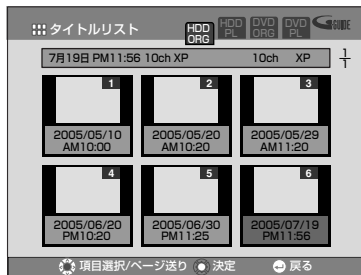 タイトルリスト
HDD ORG
HDD PL
DVD ORG
DVD PL
GGUIDE
7月19日 PM11:56 10ch XP 10ch XP
1/1
1
2
3
2005/05/10
AM10:00
2005/05/20
AM10:20
2005/05/29
AM11:20
4
5
6
2005/06/20
PM10:20
2005/06/30
PM11:25
2005/07/19
PM11:56
項目選択/ページ送り 決定 戻る